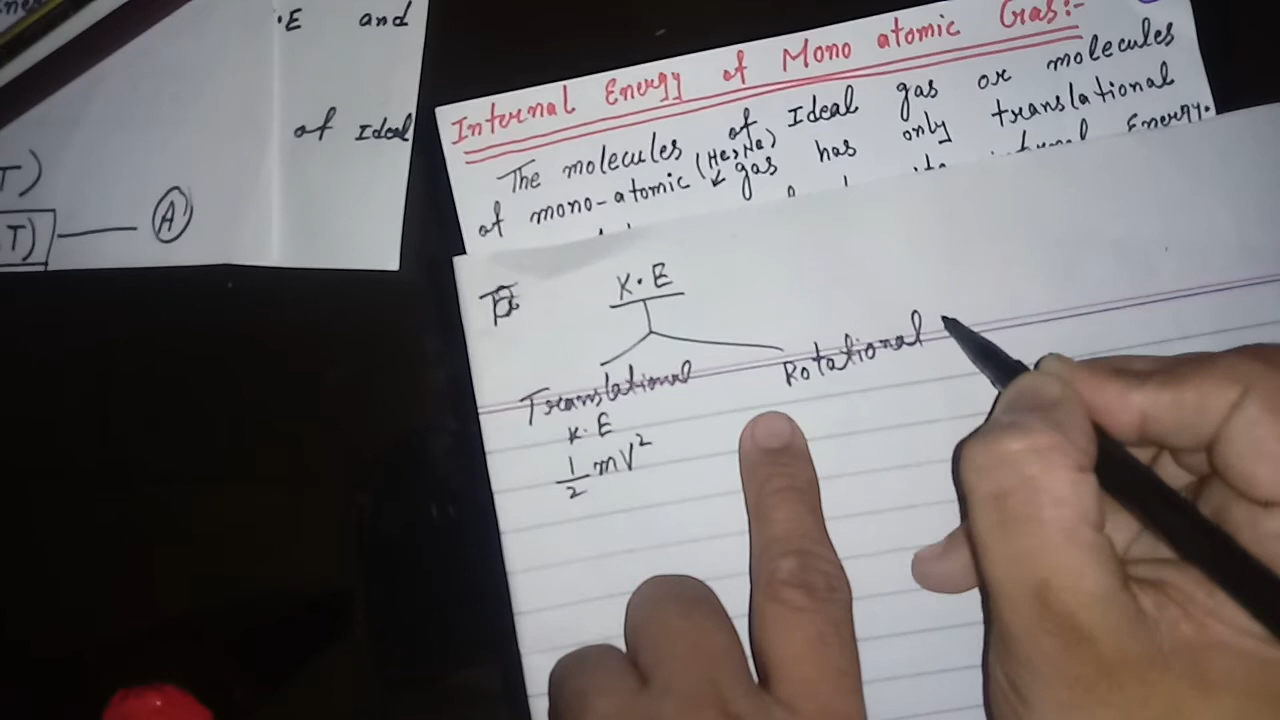 ·E and
of Ideal
T)
T) A
Internal Energy of Mono atomic Gas:-
The molecules of Ideal gas or molecules
of mono-atomic (He, Ne) gas has only translational
Energy.
K.E
Translational Rotational
K.E
1/2 mV²